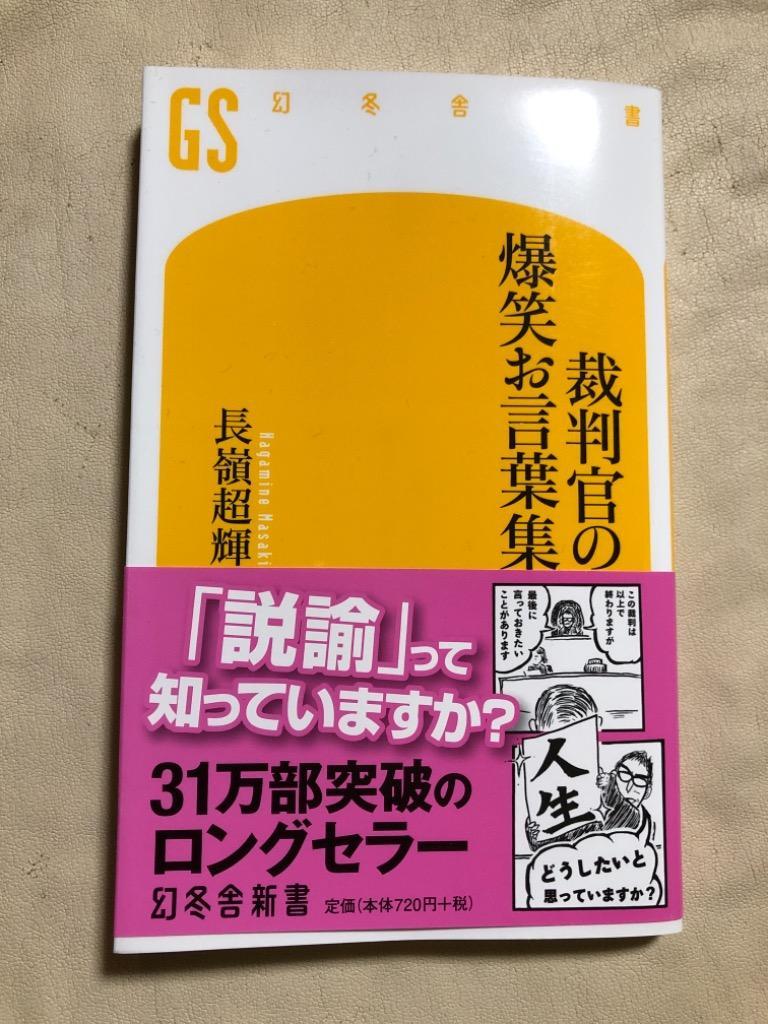 GS
幻冬舎 書
裁判官の
爆笑お言葉集
長嶺超輝
Nagamine Masaki
「説諭」って
知っていますか?
31万部突破の
ロングセラー
幻冬舎新書 定価(本体720円+税)
この裁判は
以上で
終わりますが
最後に
言っておきたい
ことがあります
人生
どうしたいと
思っていますか?